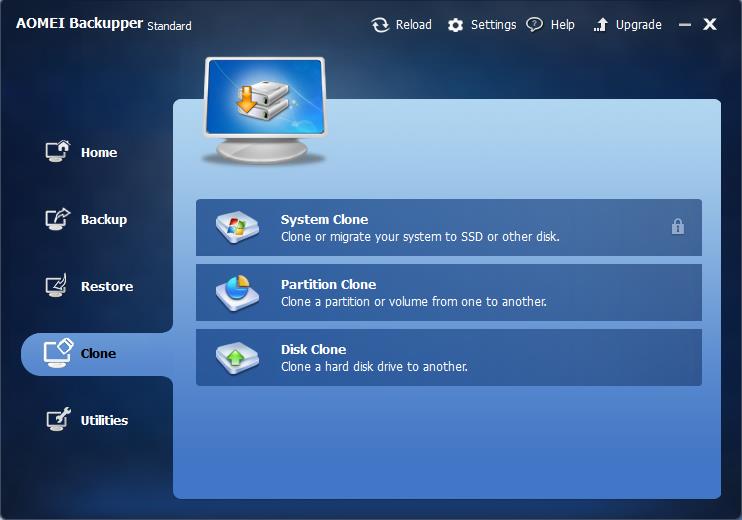 AOMEI Backupper Standard
Reload Settings Help Upgrade
Home
Backup
Restore
Clone
Utilities
System Clone
Clone or migrate your system to SSD or other disk.
Partition Clone
Clone a partition or volume from one to another.
Disk Clone
Clone a hard disk drive to another.